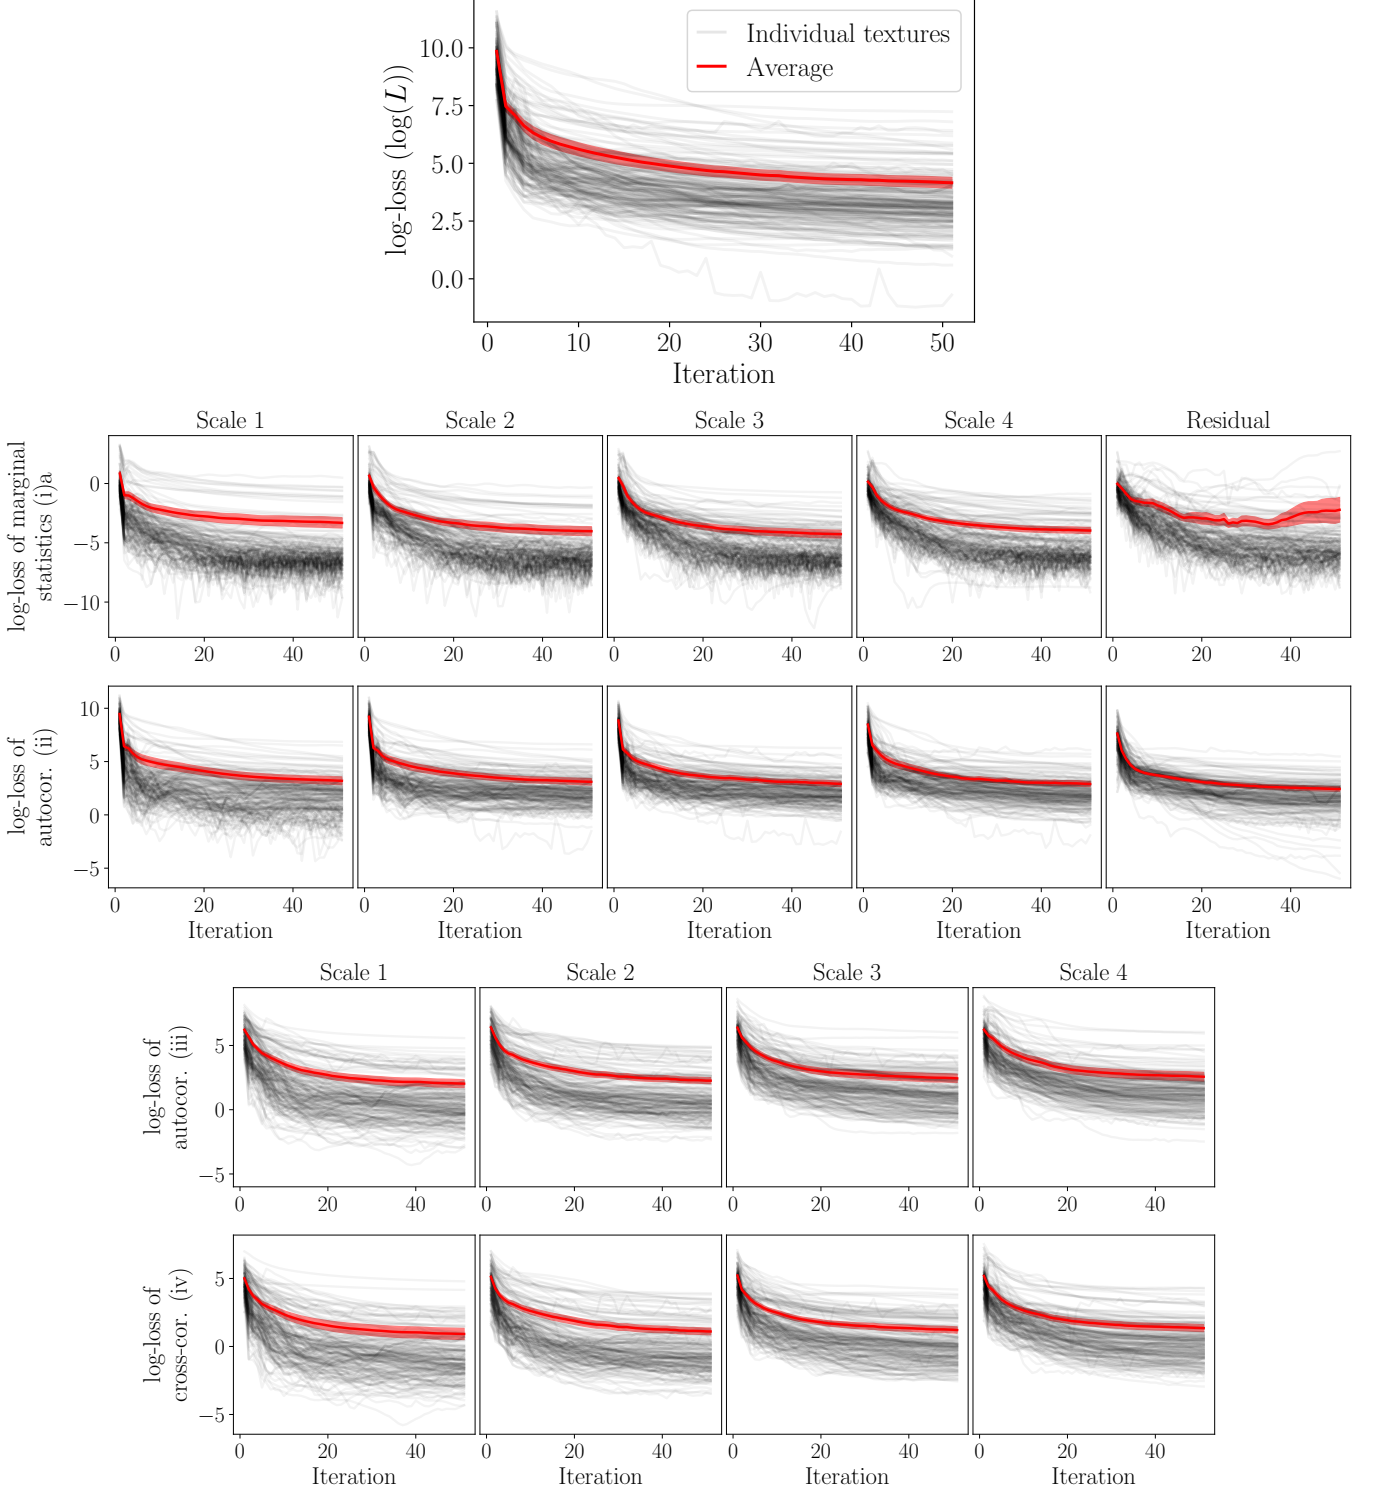 Individual textures
Average
10.0
7.5
5.0
2.5
0.0
log-loss (log(L))
0 10 20 30 40 50
Iteration
Scale 1 Scale 2 Scale 3 Scale 4 Residual
log-loss of marginal
statistics (i)a
0
−5
−10
0 20 40 0 20 40 0 20 40 0 20 40 0 20 40
log-loss of
autocor. (ii)
10
5
0
−5
0 20 40 0 20 40 0 20 40 0 20 40 0 20 40
Iteration Iteration Iteration Iteration Iteration
Scale 1 Scale 2 Scale 3 Scale 4
log-loss of
autocor. (iii)
5
0
−5
0 20 40 0 20 40 0 20 40 0 20 40
log-loss of
cross-cor. (iv)
5
0
−5
0 20 40 0 20 40 0 20 40 0 20 40
Iteration Iteration Iteration Iteration